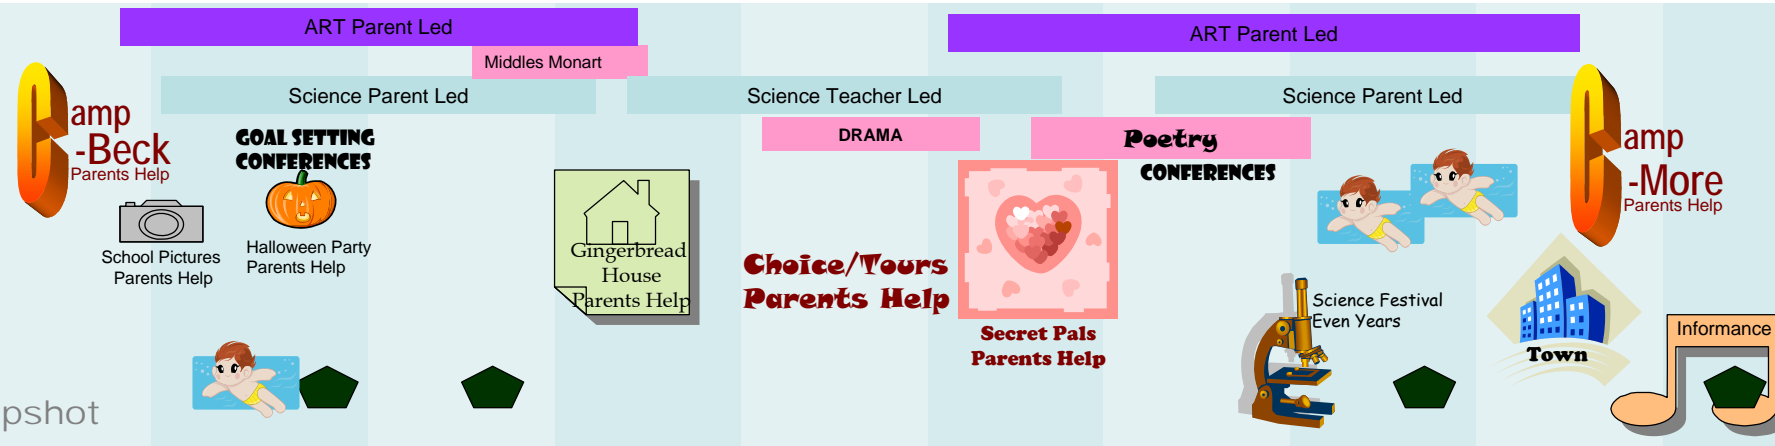 ART Parent Led
ART Parent Led
Middles Monart
Science Parent Led
Science Teacher Led
Science Parent Led
Camp
-Beck
Parents Help
GOAL SETTING
CONFERENCES
DRAMA
Poetry
CONFERENCES
Camp
-More
Parents Help
School Pictures
Parents Help
Halloween Party
Parents Help
Gingerbread
House
Parents Help
Choice/Tours
Parents Help
Secret Pals
Parents Help
Science Festival
Even Years
Town
Informance
pshot